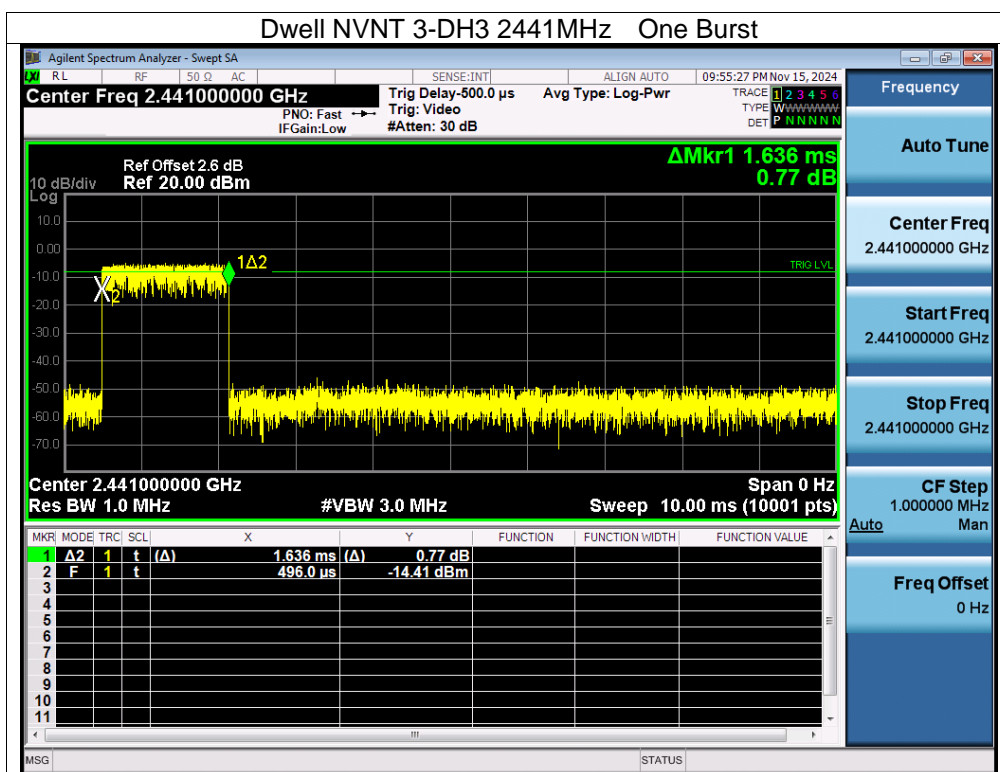 Dwell NVNT 3-DH3 2441MHz One Burst
Agilent Spectrum Analyzer - Swept SA
LXI RL RF 50 Ω AC SENSE:INT ALIGN AUTO 09:55:27 PM Nov 15, 2024
Center Freq 2.441000000 GHz
PNO: Fast
IFGain:Low
Trig Delay-500.0 µs
Trig: Video
#Atten: 30 dB
Avg Type: Log-Pwr
TRACE 1 2 3 4 5 6
TYPE WWWWWWW
DET P N N N N N
Frequency
Auto Tune
Center Freq
2.441000000 GHz
Start Freq
2.441000000 GHz
Stop Freq
2.441000000 GHz
CF Step
1.000000 MHz
Auto Man
Freq Offset
0 Hz
ΔMkr1 1.636 ms
0.77 dB
Ref Offset 2.6 dB
10 dB/div Ref 20.00 dBm
Log
10.0
0.00
-10.0
-20.0
-30.0
-40.0
-50.0
-60.0
-70.0
1Δ2
2
TRIG LVL
Center 2.441000000 GHz Span 0 Hz
Res BW 1.0 MHz #VBW 3.0 MHz Sweep 10.00 ms (10001 pts)
MKR MODE TRC SCL X Y FUNCTION FUNCTION WIDTH FUNCTION VALUE
1 Δ2 1 t (Δ) 1.636 ms (Δ) 0.77 dB
2 F 1 t 496.0 µs -14.41 dBm
3
4
5
6
7
8
9
10
11
MSG STATUS